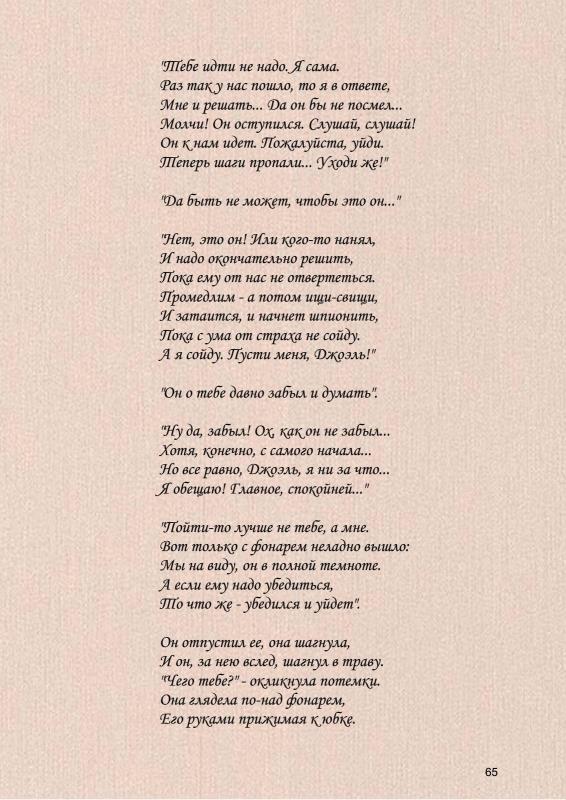 "Тебе идти не надо. Я сама.
Раз так у нас пошло, то я в ответе,
Мне и решать... Да он бы не посмел...
Молчи! Он оступился. Слушай, слушай!
Он к нам идет. Пожалуйста, уйди.
Теперь шаги пропали... Уходи же!"
"Да быть не может, чтобы это он..."
"Нет, это он! Или кого-то нанял,
И надо окончательно решить,
Пока ему от нас не отвертеться.
Промедлим - а потом ищи-свищи,
И затаится, и начнет шпионить,
Пока с ума от страха не сойду.
А я сойду. Пусти меня, Джоэль!"
"Он о тебе давно забыл и думать".
"Ну да, забыл! Ох, как он не забыл...
Хотя, конечно, с самого начала...
Но все равно, Джоэль, я ни за что...
Я обещаю! Главное, спокойней..."
"Пойти-то лучше не тебе, а мне.
Вот только с фонарем неладно вышло:
Мы на виду, он в полной темноте.
А если ему надо убедиться,
То что же - убедился и уйдет".
Он отпустил ее, она шагнула,
И он, за нею вслед, шагнул в траву.
"Чего тебе?" - окликнула потемки.
Она глядела по-над фонарем,
Его руками прижимая к юбке.
65